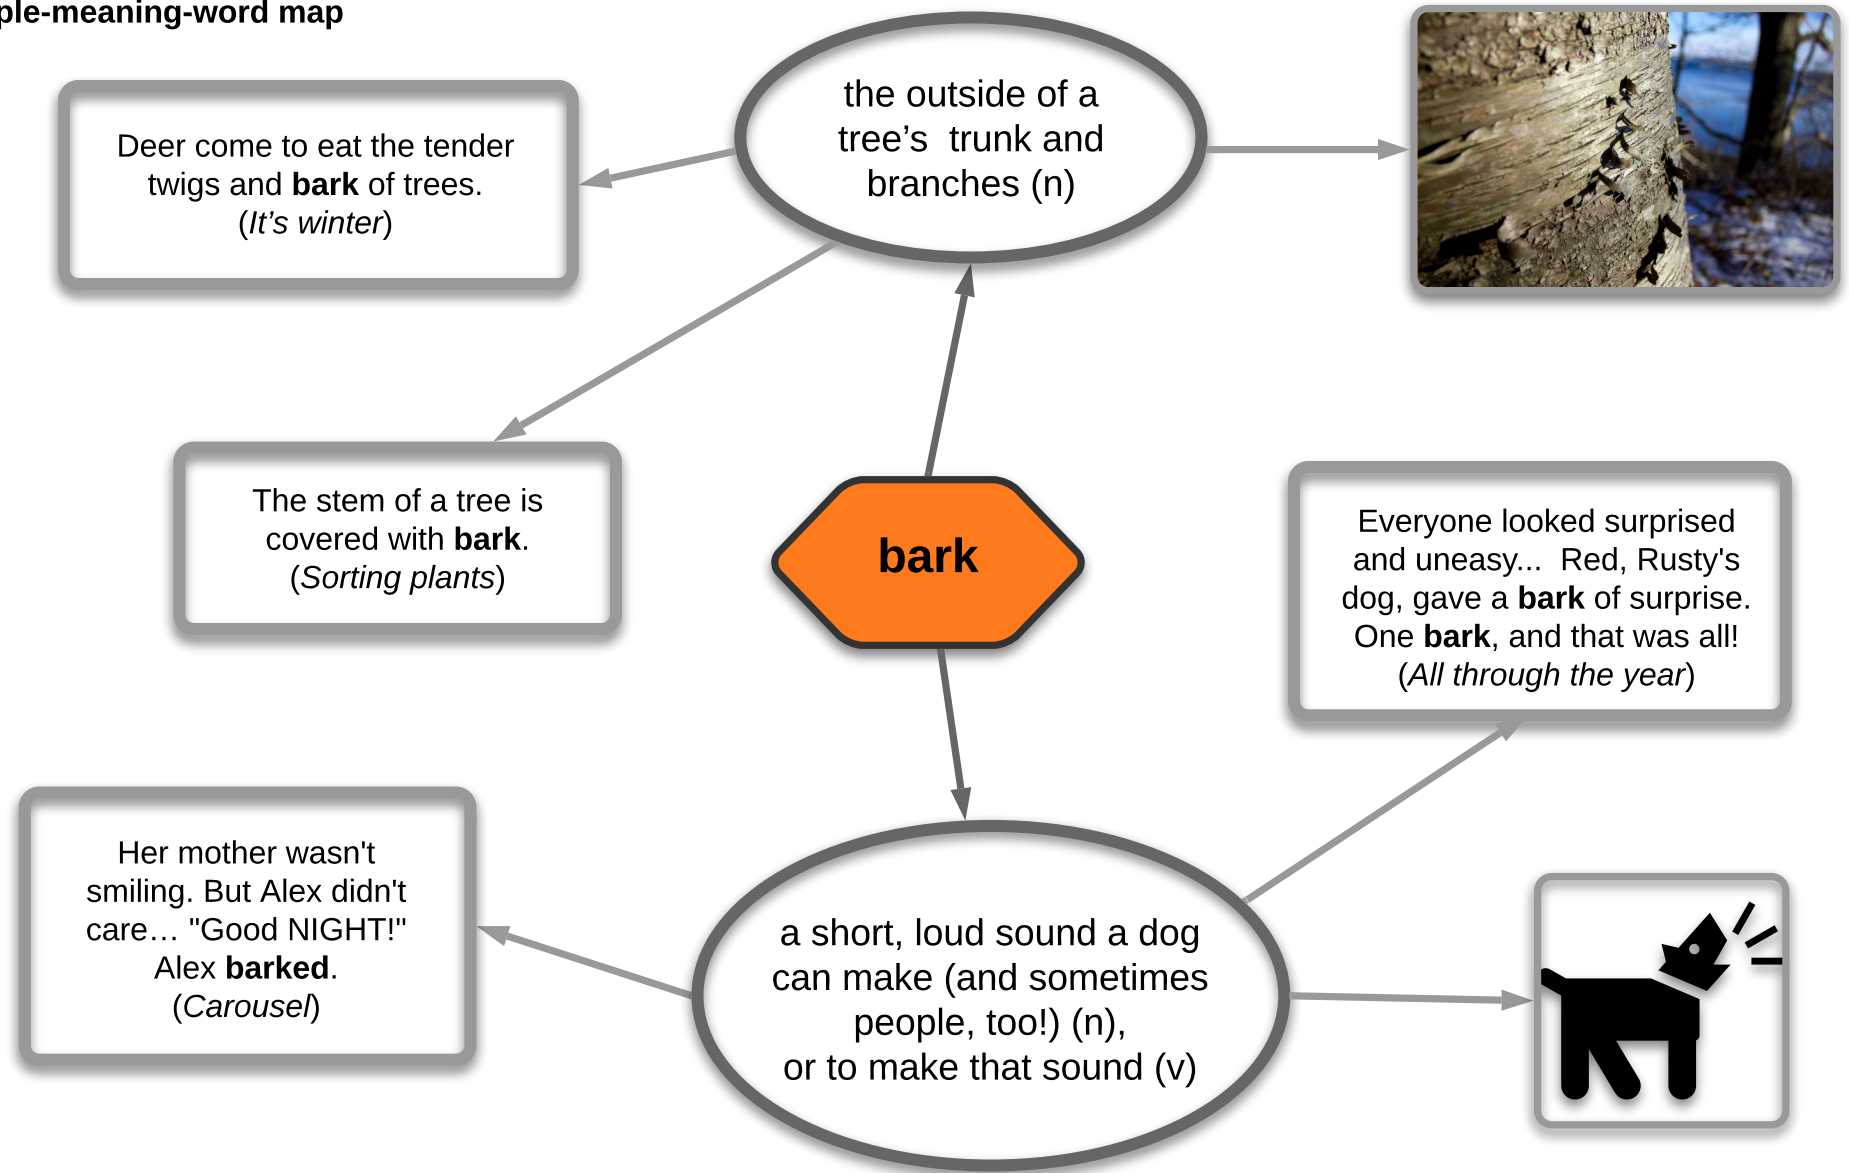 ple-meaning-word map
the outside of a
tree’s  trunk and
branches (n)
Deer come to eat the tender
twigs and bark of trees.
(It’s winter)
The stem of a tree is
covered with bark.
(Sorting plants)
bark
Everyone looked surprised
and uneasy...  Red, Rusty's
dog, gave a bark of surprise.
One bark, and that was all!
(All through the year)
Her mother wasn't
smiling. But Alex didn't
care… "Good NIGHT!"
Alex barked.
(Carousel)
a short, loud sound a dog
can make (and sometimes
people, too!) (n),
or to make that sound (v)